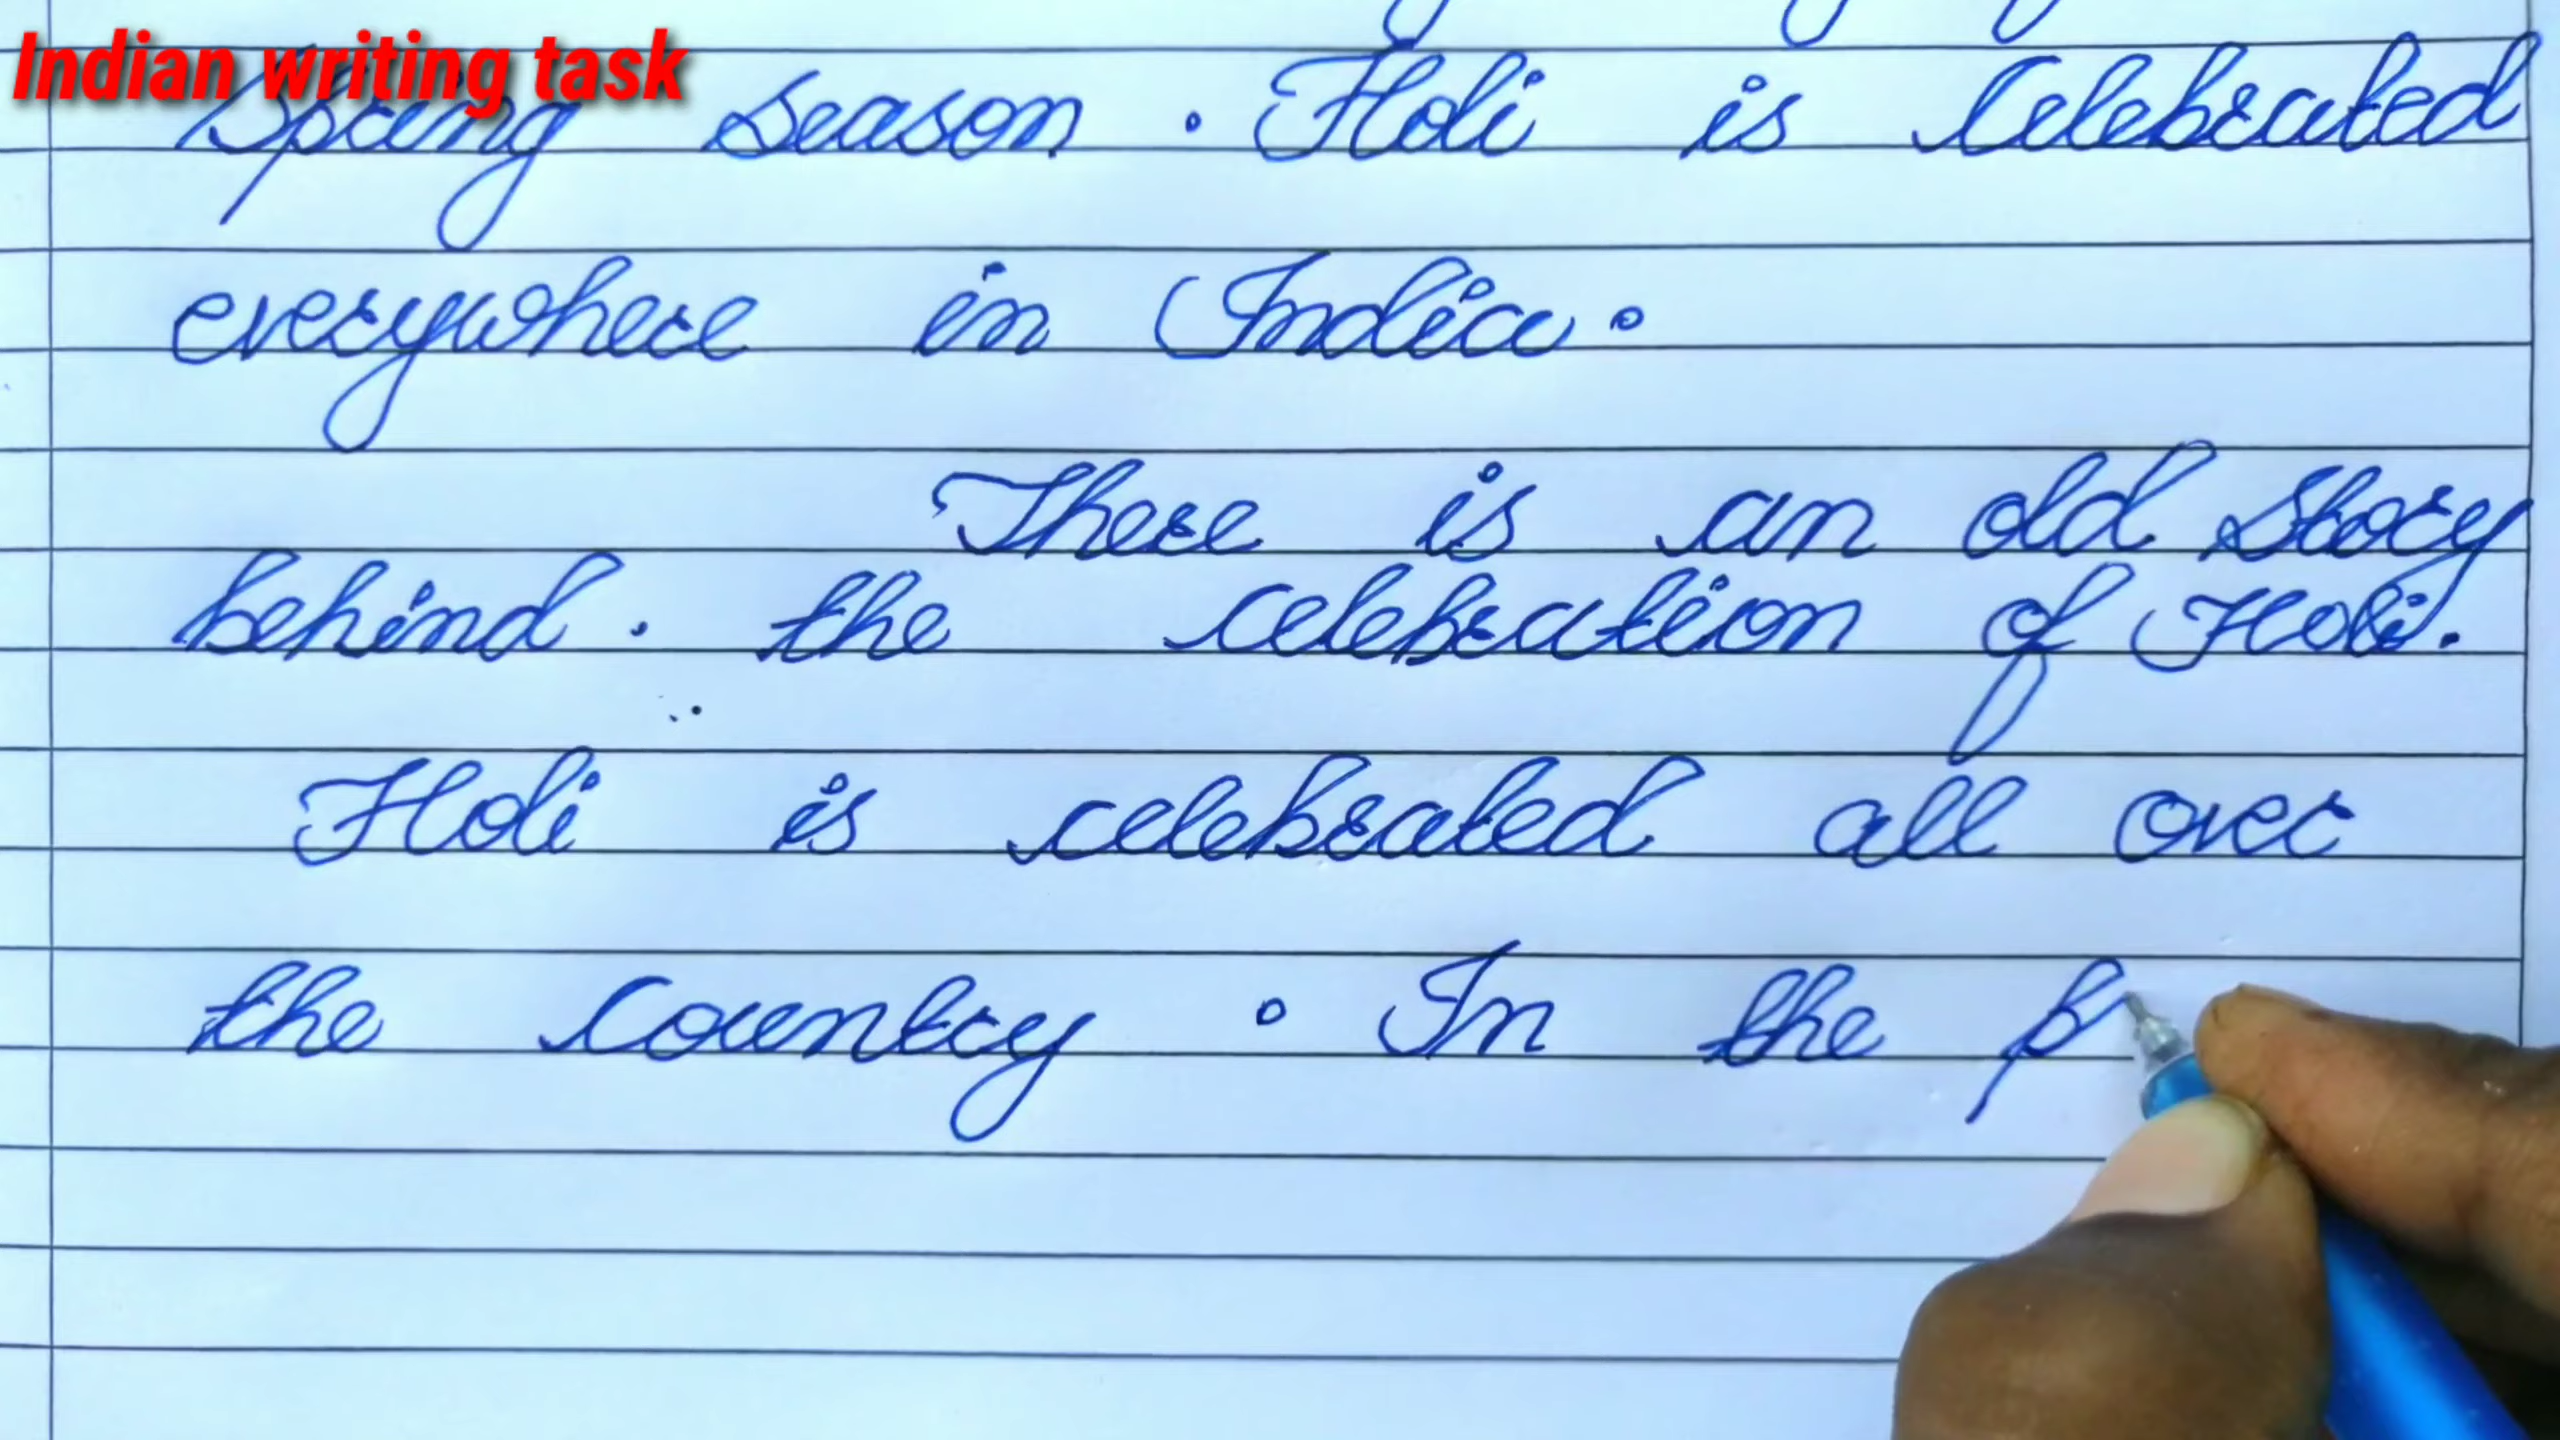 Indian writing task
Spring season. Holi is Celebrated
everywhere in India.
There is an old Story
behind. the celebration of Holi.
Holi is celebrated all over
the Country. In the p